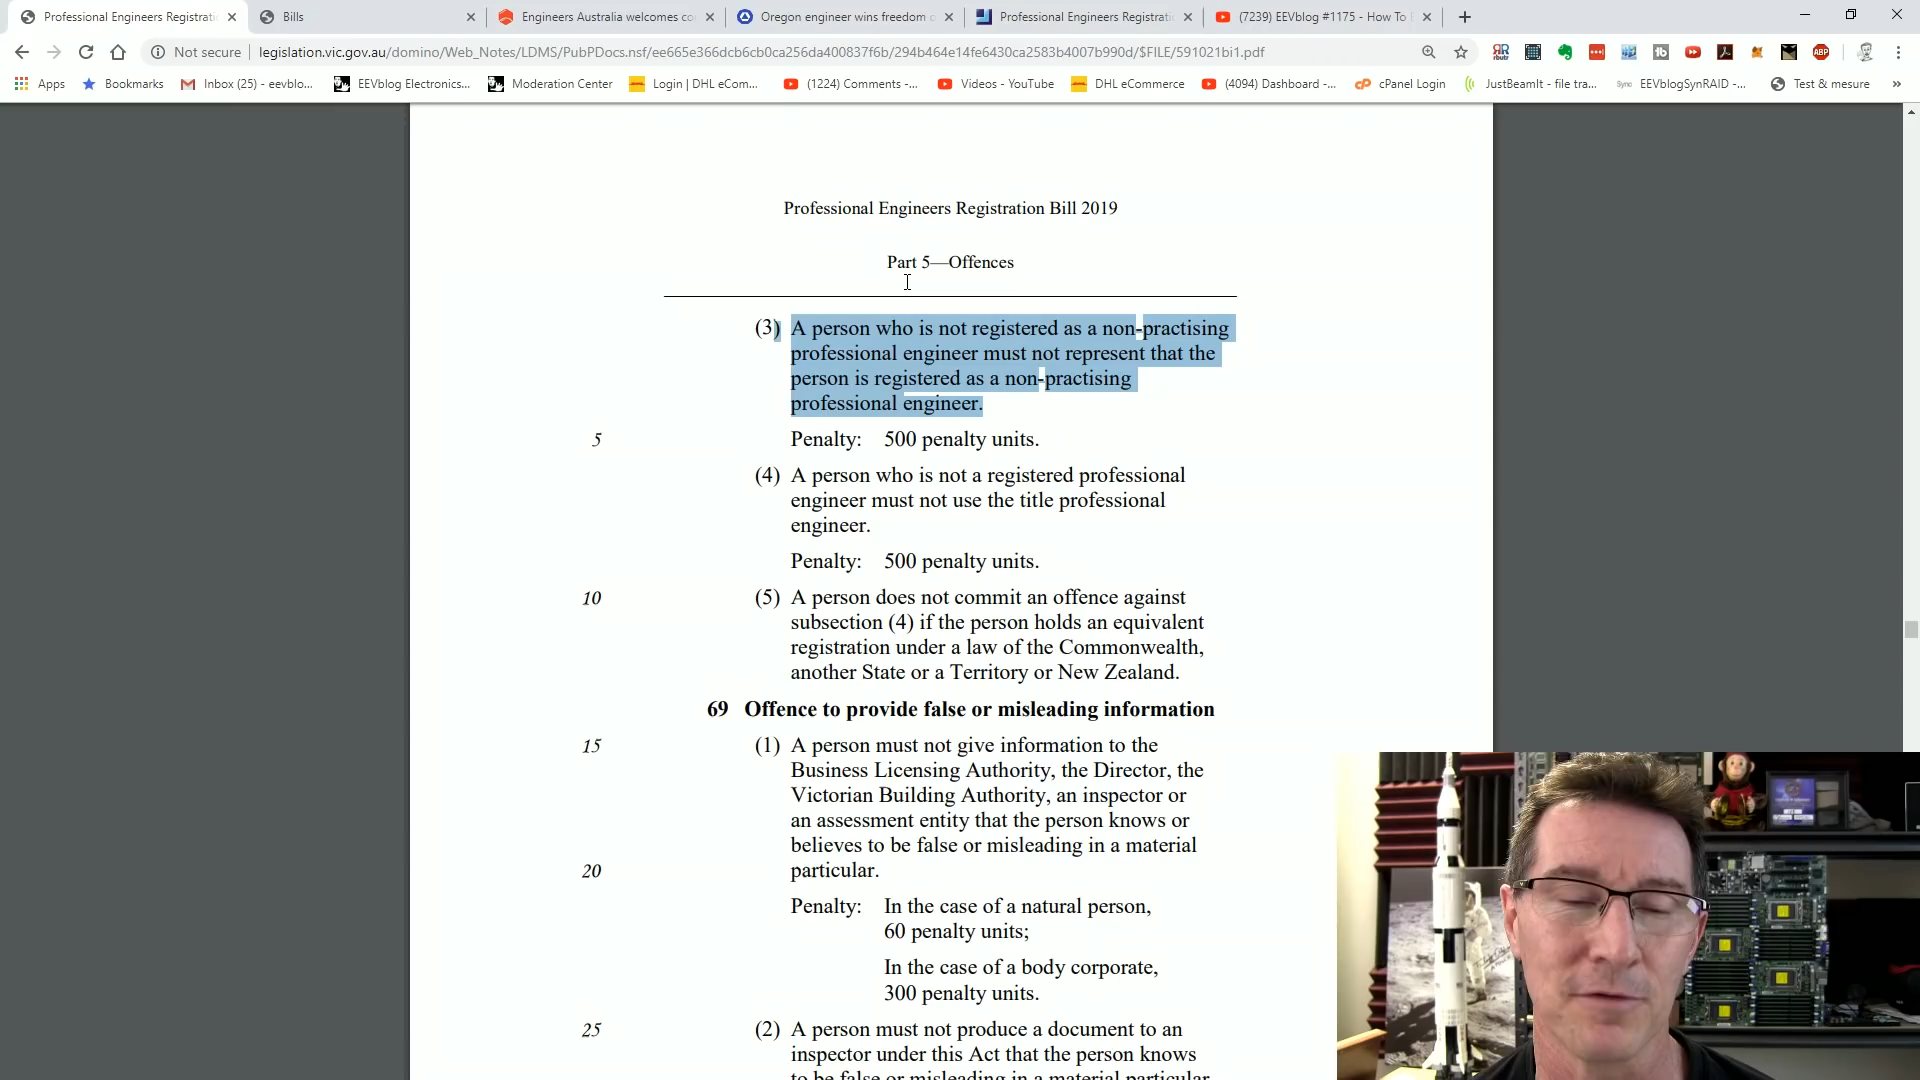 Professional Engineers Registrati
Bills
Engineers Australia welcomes co
Oregon engineer wins freedom o
Professional Engineers Registrati
(7239) EEVblog #1175 - How To
Not secure
legislation.vic.gov.au/domino/Web_Notes/LDMS/PubPDocs.nsf/ee665e366dcb6cb0ca256da400837f6b/294b464e14fe6430ca2583b4007b990d/$FILE/591021bi1.pdf
Apps
Bookmarks
Inbox (25) - eevblo...
EEVblog Electronics...
Moderation Center
Login | DHL eCom...
(1224) Comments -...
Videos - YouTube
DHL eCommerce
(4094) Dashboard -...
cPanel Login
JustBeamIt - file tra...
EEVblogSynRAID -...
Test & mesure
Professional Engineers Registration Bill 2019
Part 5—Offences
(3) A person who is not registered as a non-practising
professional engineer must not represent that the
person is registered as a non-practising
professional engineer.
5 Penalty: 500 penalty units.
(4) A person who is not a registered professional
engineer must not use the title professional
engineer.
Penalty: 500 penalty units.
10 (5) A person does not commit an offence against
subsection (4) if the person holds an equivalent
registration under a law of the Commonwealth,
another State or a Territory or New Zealand.
69 Offence to provide false or misleading information
15 (1) A person must not give information to the
Business Licensing Authority, the Director, the
Victorian Building Authority, an inspector or
an assessment entity that the person knows or
believes to be false or misleading in a material
20 particular.
Penalty: In the case of a natural person,
60 penalty units;
In the case of a body corporate,
300 penalty units.
25 (2) A person must not produce a document to an
inspector under this Act that the person knows
to be false or misleading in a material particular